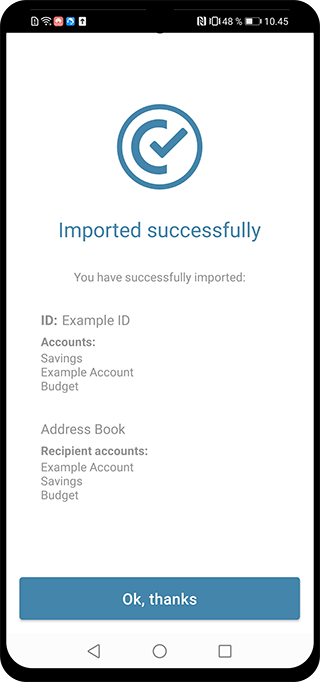 48 % 10.45
Imported successfully
You have successfully imported:
ID: Example ID
Accounts:
Savings
Example Account
Budget
Address Book
Recipient accounts:
Example Account
Savings
Budget
Ok, thanks